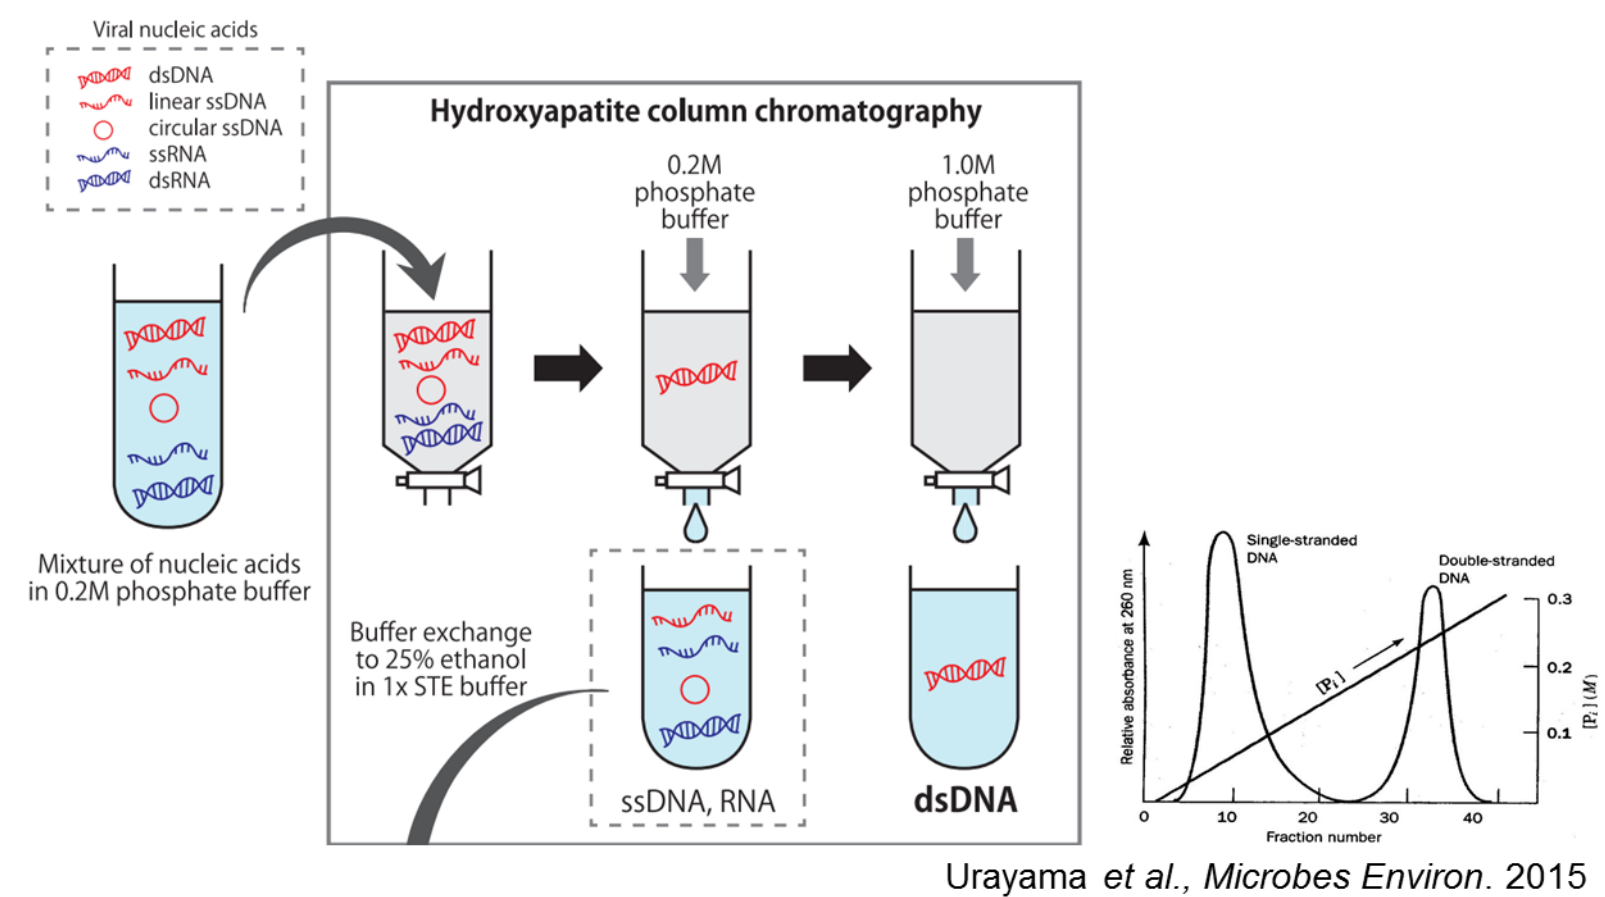 Viral nucleic acids
dsDNA
linear ssDNA
circular ssDNA
ssRNA
dsRNA
Mixture of nucleic acids
in 0.2M phosphate buffer
Hydroxyapatite column chromatography
0.2M
phosphate
buffer
1.0M
phosphate
buffer
Buffer exchange
to 25% ethanol
in 1x STE buffer
ssDNA, RNA
dsDNA
Relative absorbance at 260 nm
Single-stranded
DNA
Double-stranded
DNA
[Pi]
0.3
0.2
0.1
[Pi] (M)
0
10
20
30
40
Fraction number
Urayama et al., Microbes Environ. 2015